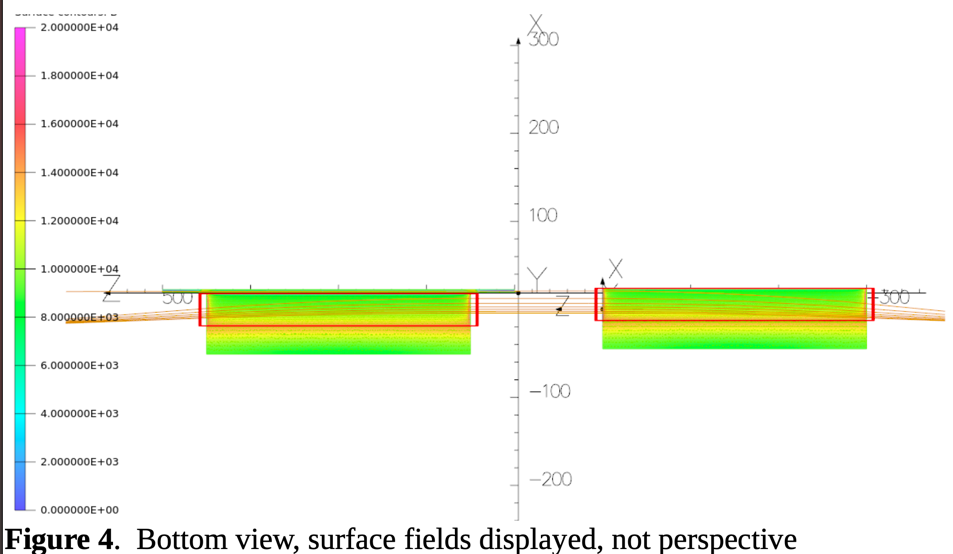 Surface contours: B
2.000000E+04
1.800000E+04
1.600000E+04
1.400000E+04
1.200000E+04
1.000000E+04
8.000000E+03
6.000000E+03
4.000000E+03
2.000000E+03
0.000000E+00
X
300
200
100
Y
X
Z
500
Z
-300
−100
−200
Figure 4.  Bottom view, surface fields displayed, not perspective